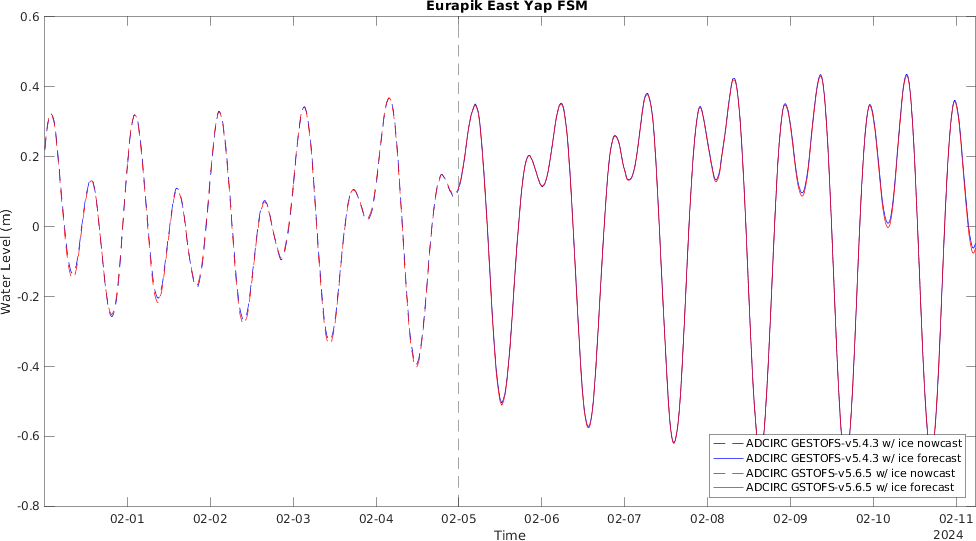 Eurapik East Yap FSM
0.6
0.4
0.2
0
-0.2
-0.4
-0.6
-0.8
Water Level (m)
ADCIRC GESTOFS-v5.4.3 w/ ice nowcast
ADCIRC GESTOFS-v5.4.3 w/ ice forecast
ADCIRC GSTOFS-v5.6.5 w/ ice nowcast
ADCIRC GSTOFS-v5.6.5 w/ ice forecast
02-01 02-02 02-03 02-04 02-05 02-06 02-07 02-08 02-09 02-10 02-11
Time
2024